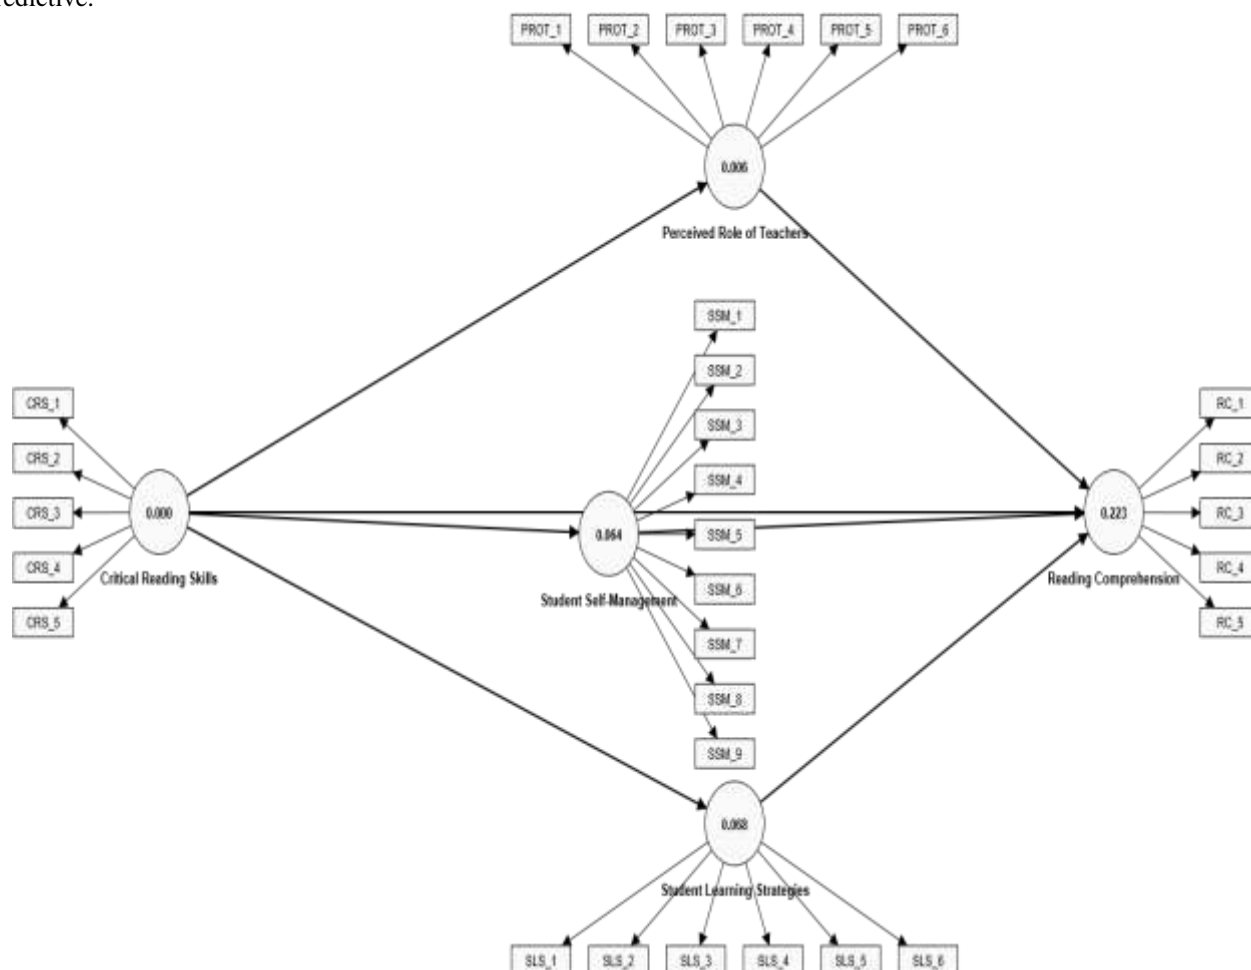 redictive.
PROT_1 PROT_2 PROT_3 PROT_4 PROT_5 PROT_6
0.006
Perceived Role of Teachers
SSM_1
SSM_2
SSM_3
SSM_4
SSM_5
SSM_6
SSM_7
SSM_8
SSM_9
0.064
Student Self-Management
CRS_1
CRS_2
CRS_3
CRS_4
CRS_5
0.000
Critical Reading Skills
RC_1
RC_2
RC_3
RC_4
RC_5
0.223
Reading Comprehension
0.068
Student Learning Strategies
SLS_1 SLS_2 SLS_3 SLS_4 SLS_5 SLS_6